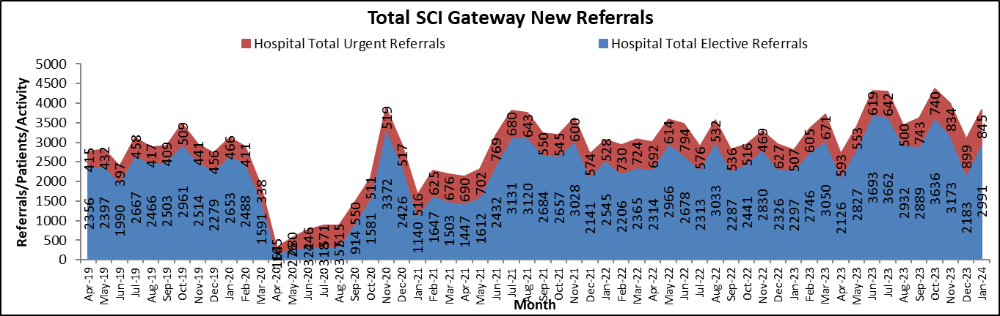 Total SCI Gateway New Referrals
Hospital Total Urgent Referrals
Hospital Total Elective Referrals
Referrals/Patients/Activity
5000
4500
4000
3500
3000
2500
2000
1500
1000
500
0
415 432 397 458 417 409 509 441 456 466 411 338 446 571 515 550 511 519 517 516 625 676 690 702 769 680 643 550 545 600 574 528 730 724 692 614 794 576 532 536 516 469 627 507 605 671 593 553 619 642 500 743 740 834 899 845
2356 2397 1990 2667 2466 2503 2961 2514 2279 2653 2488 1591 324 318 357 914 1581 3372 2426 1140 1647 1503 1447 1612 2432 3131 3120 2684 2657 3028 2141 2545 2206 2365 2314 2966 2678 2313 3033 2287 2441 2830 2326 2297 2746 3050 2126 2827 3693 3662 2932 2889 3636 3173 2183 2991
Apr-19 May-19 Jun-19 Jul-19 Aug-19 Sep-19 Oct-19 Nov-19 Dec-19 Jan-20 Feb-20 Mar-20 Apr-20 May-20 Jun-20 Jul-20 Aug-20 Sep-20 Oct-20 Nov-20 Dec-20 Jan-21 Feb-21 Mar-21 Apr-21 May-21 Jun-21 Jul-21 Aug-21 Sep-21 Oct-21 Nov-21 Dec-21 Jan-22 Feb-22 Mar-22 Apr-22 May-22 Jun-22 Jul-22 Aug-22 Sep-22 Oct-22 Nov-22 Dec-22 Jan-23 Feb-23 Mar-23 Apr-23 May-23 Jun-23 Jul-23 Aug-23 Sep-23 Oct-23 Nov-23 Dec-23 Jan-24
Month